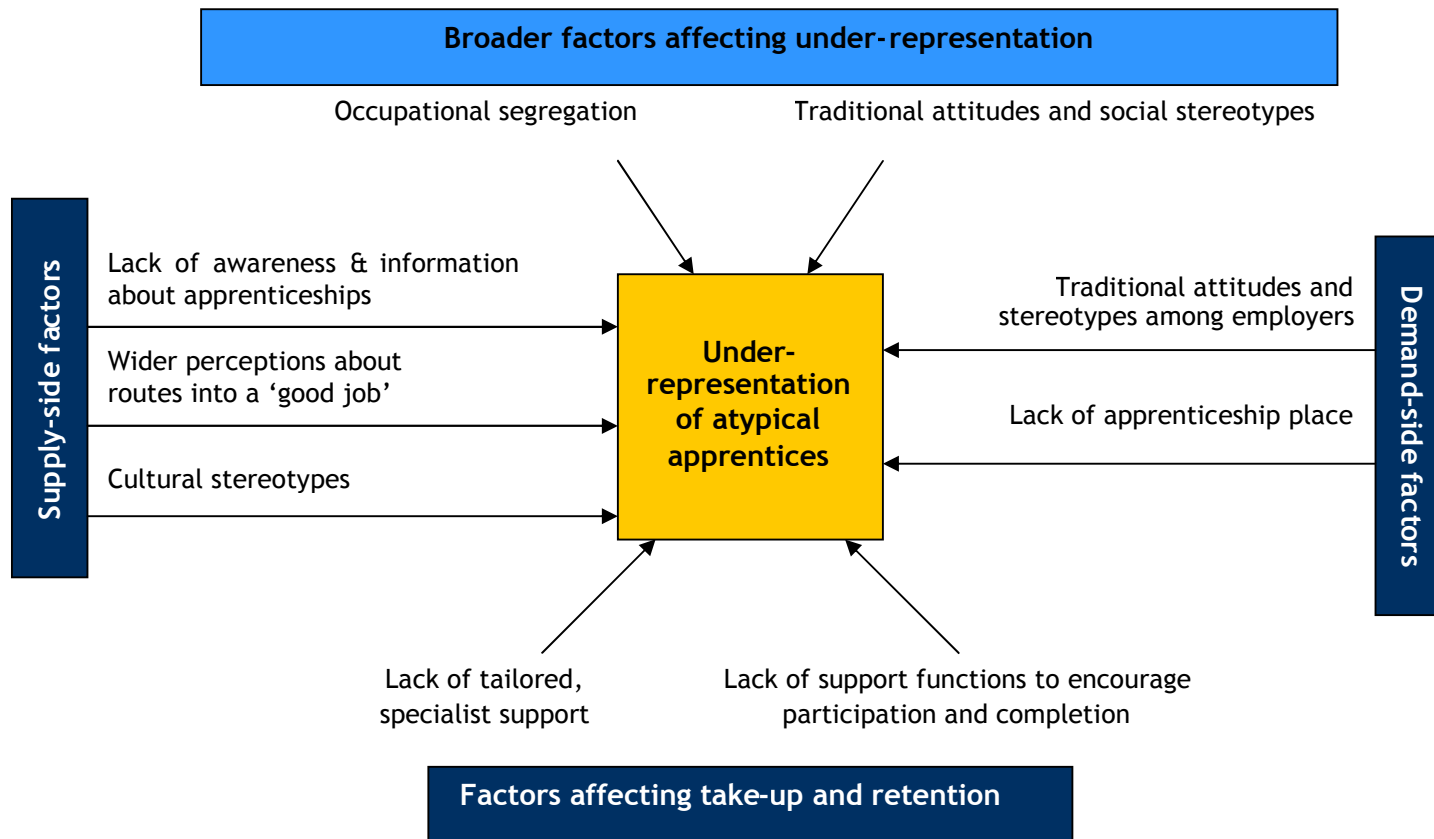 Broader factors affecting under-representation
Occupational segregation
Traditional attitudes and social stereotypes
Supply-side factors
Lack of awareness & information
about apprenticeships
Wider perceptions about
routes into a ‘good job’
Cultural stereotypes
Under-
representation
of atypical
apprentices
Traditional attitudes and
stereotypes among employers
Lack of apprenticeship place
Demand-side factors
Lack of tailored,
specialist support
Lack of support functions to encourage
participation and completion
Factors affecting take-up and retention